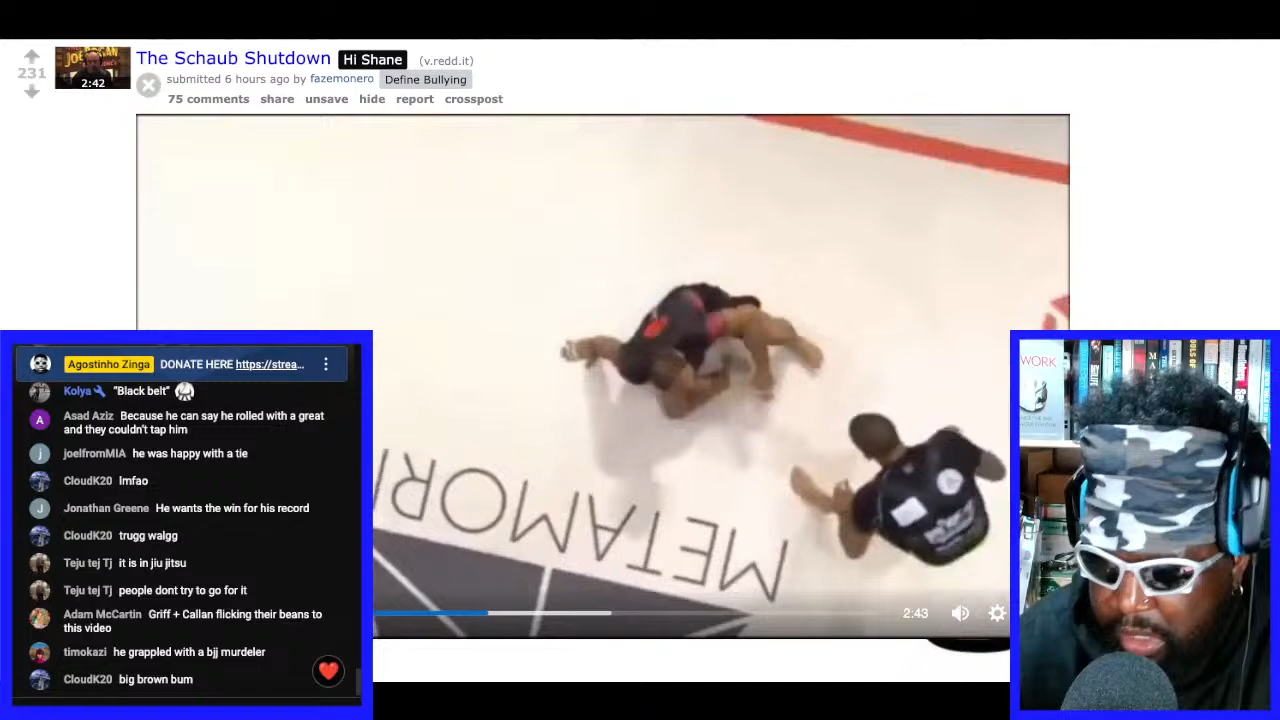 The Schaub Shutdown Hi Shane (v.redd.it)
231
2:42
submitted 6 hours ago by fazemonero Define Bullying
75 comments share unsave hide report crosspost
METAMOR
2:43
Agostinho Zinga DONATE HERE https://strea...
Kolya "Black belt"
Asad Aziz Because he can say he rolled with a great
and they couldn't tap him
joelfromMIA he was happy with a tie
CloudK20 lmfao
Jonathan Greene He wants the win for his record
CloudK20 trugg walgg
Teju tej Tj it is in jiu jitsu
Teju tej Tj people dont try to go for it
Adam McCartin Griff + Callan flicking their beans to
this video
timokazi he grappled with a bjj murdeler
CloudK20 big brown bum
WORK